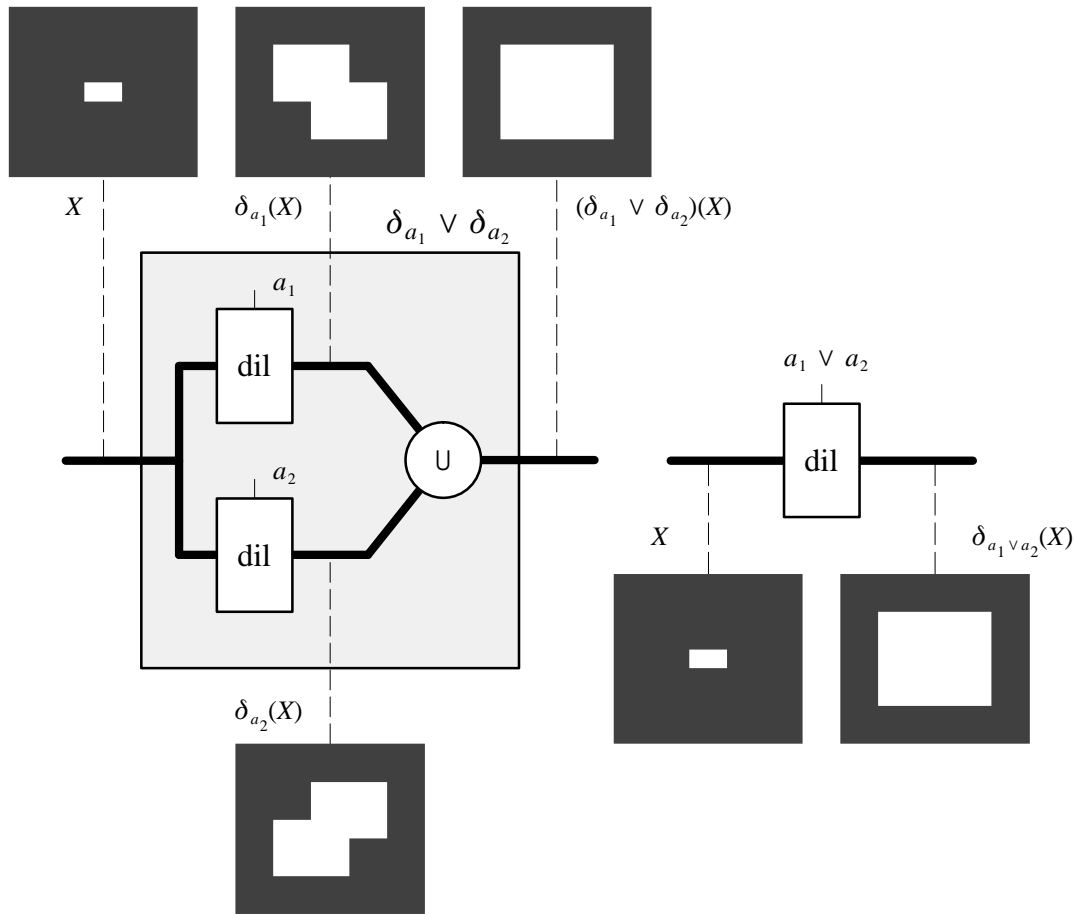 X
δa₁(X)
(δa₁ ∨ δa₂)(X)
δa₁ ∨ δa₂
a₁
dil
a₂
dil
∪
δa₂(X)
a₁ ∨ a₂
dil
X
δa₁∨a₂(X)